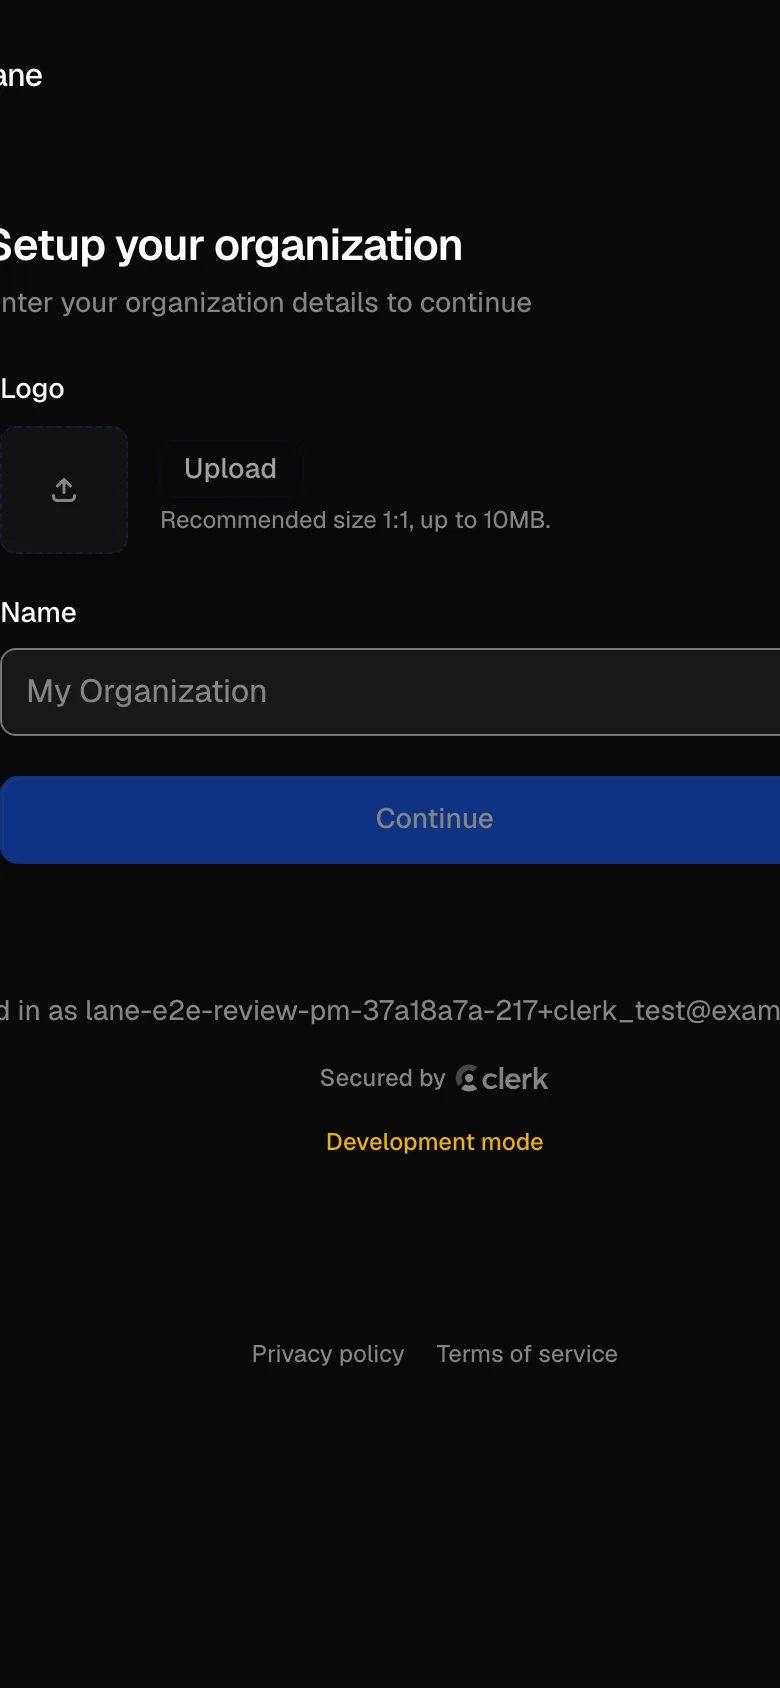 ane
Setup your organization
nter your organization details to continue
Logo
Upload
Recommended size 1:1, up to 10MB.
Name
My Organization
Continue
d in as lane-e2e-review-pm-37a18a7a-217+clerk_test@exam
Secured by clerk
Development mode
Privacy policy Terms of service